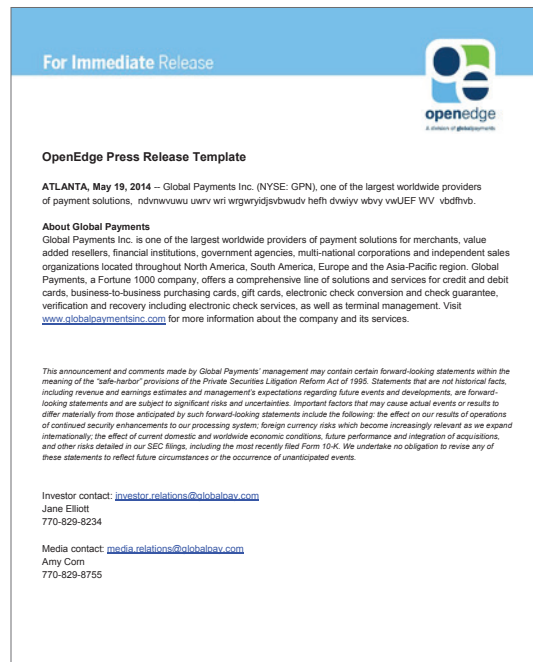 For Immediate Release
openedge
A division of globalpayments
OpenEdge Press Release Template
ATLANTA, May 19, 2014 -- Global Payments Inc. (NYSE: GPN), one of the largest worldwide providers
of payment solutions, ndvnwvuwu uwrv wri wrgwryidjsvbwudv hefh dvwiyv wbvy vwUEF WV vbdfhvb.
About Global Payments
Global Payments Inc. is one of the largest worldwide providers of payment solutions for merchants, value
added resellers, financial institutions, government agencies, multi-national corporations and independent sales
organizations located throughout North America, South America, Europe and the Asia-Pacific region. Global
Payments, a Fortune 1000 company, offers a comprehensive line of solutions and services for credit and debit
cards, business-to-business purchasing cards, gift cards, electronic check conversion and check guarantee,
verification and recovery including electronic check services, as well as terminal management. Visit
www.globalpaymentsinc.com for more information about the company and its services.
This announcement and comments made by Global Payments' management may contain certain forward-looking statements within the
meaning of the "safe-harbor" provisions of the Private Securities Litigation Reform Act of 1995. Statements that are not historical facts,
including revenue and earnings estimates and management's expectations regarding future events and developments, are forward-
looking statements and are subject to significant risks and uncertainties. Important factors that may cause actual events or results to
differ materially from those anticipated by such forward-looking statements include the following: the effect on our results of operations
of continued security enhancements to our processing system; foreign currency risks which become increasingly relevant as we expand
internationally; the effect of current domestic and worldwide economic conditions, future performance and integration of acquisitions,
and other risks detailed in our SEC filings, including the most recently filed Form 10-K. We undertake no obligation to revise any of
these statements to reflect future circumstances or the occurrence of unanticipated events.
Investor contact: investor.relations@globalpay.com
Jane Elliott
770-829-8234
Media contact: media.relations@globalpay.com
Amy Corn
770-829-8755